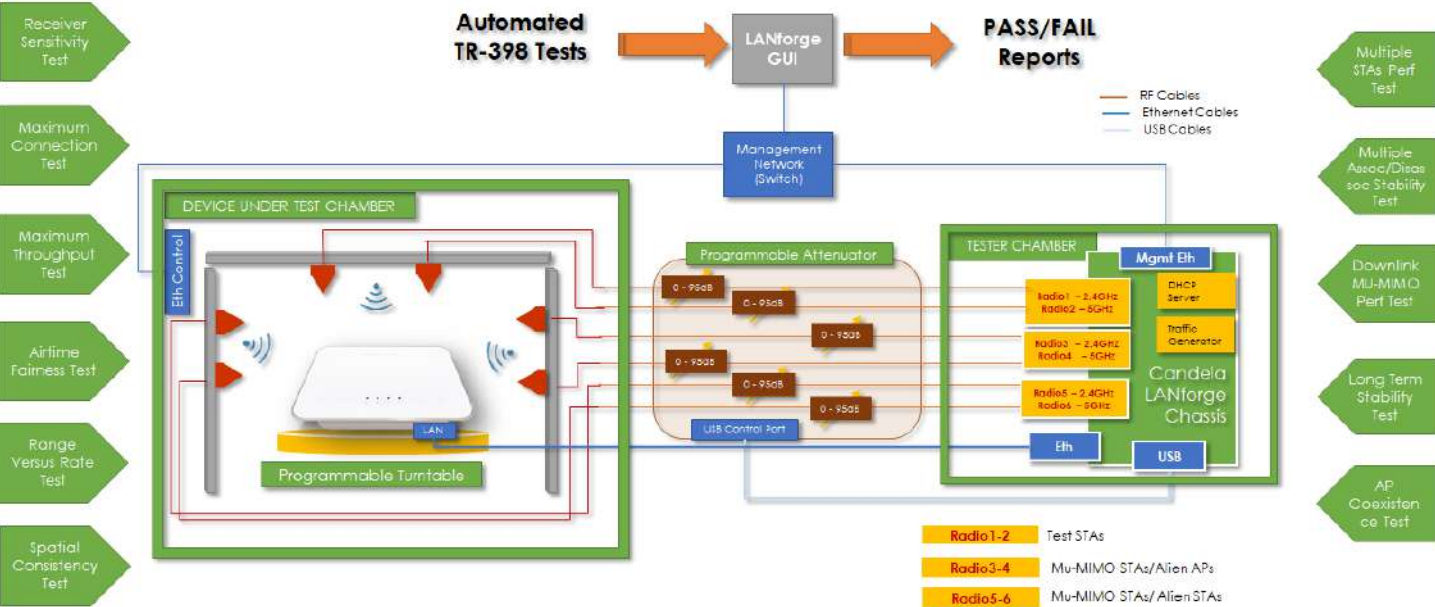 Receiver
Sensitivity
Test
Maximum
Connection
Test
Maximum
Throughput
Test
Airtime
Fairness Test
Range
Versus Rate
Test
Spatial
Consistency
Test
Automated
TR-398 Tests
LANforge
GUI
PASS/FAIL
Reports
RF Cables
Ethernet Cables
USB Cables
Management
Network
(Switch)
DEVICE UNDER TEST CHAMBER
Eth Control
LAN
Programmable Turntable
Programmable Attenuator
0 - 95dB
0 - 95dB
0 - 95dB
0 - 95dB
0 - 95dB
0 - 95dB
USB Control Port
TESTER CHAMBER
Mgmt Eth
Radio1 - 2.4GHz
Radio2 - 5GHz
Radio3 - 2.4GHz
Radio4 - 5GHz
Radio5 - 2.4GHz
Radio6 - 5GHz
DHCP
Server
Traffic
Generator
Candela
LANforge
Chassis
Eth
USB
Radio1-2 Test STAs
Radio3-4 Mu-MIMO STAs/Alien APs
Radio5-6 Mu-MIMO STAs/Alien STAs
Multiple
STAs Perf
Test
Multiple
Assoc/Disas
soc Stability
Test
Downlink
MU-MIMO
Perf Test
Long Term
Stability
Test
AP
Coexisten
ce Test